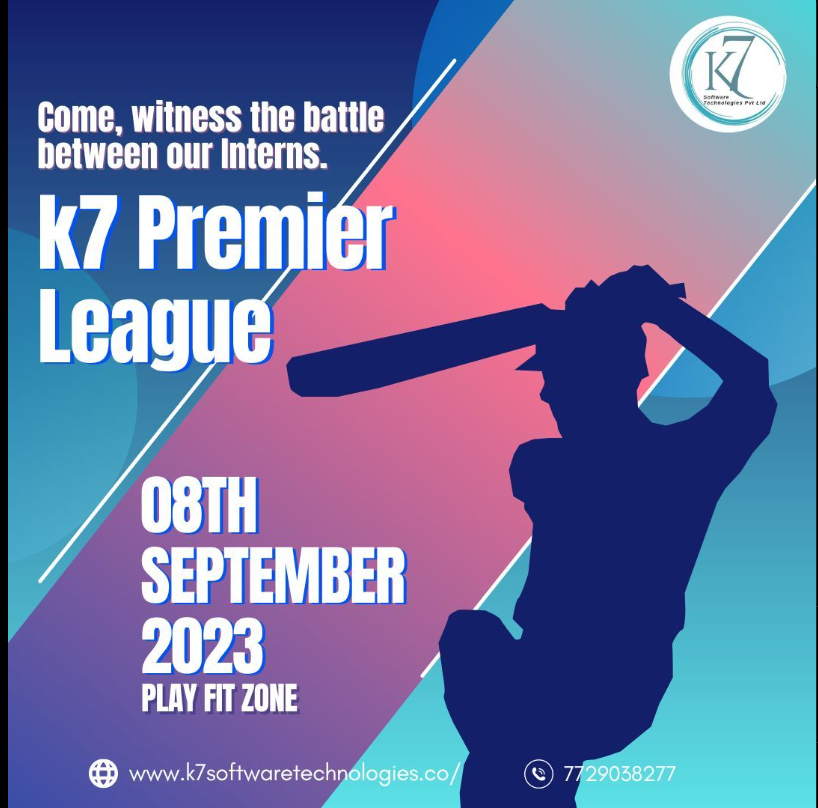 K7
Software
Technologies Pvt Ltd
Come, witness the battle
between our Interns.
k7 Premier
League
08TH
SEPTEMBER
2023
PLAY FIT ZONE
www.k7softwaretechnologies.co/
7729038277